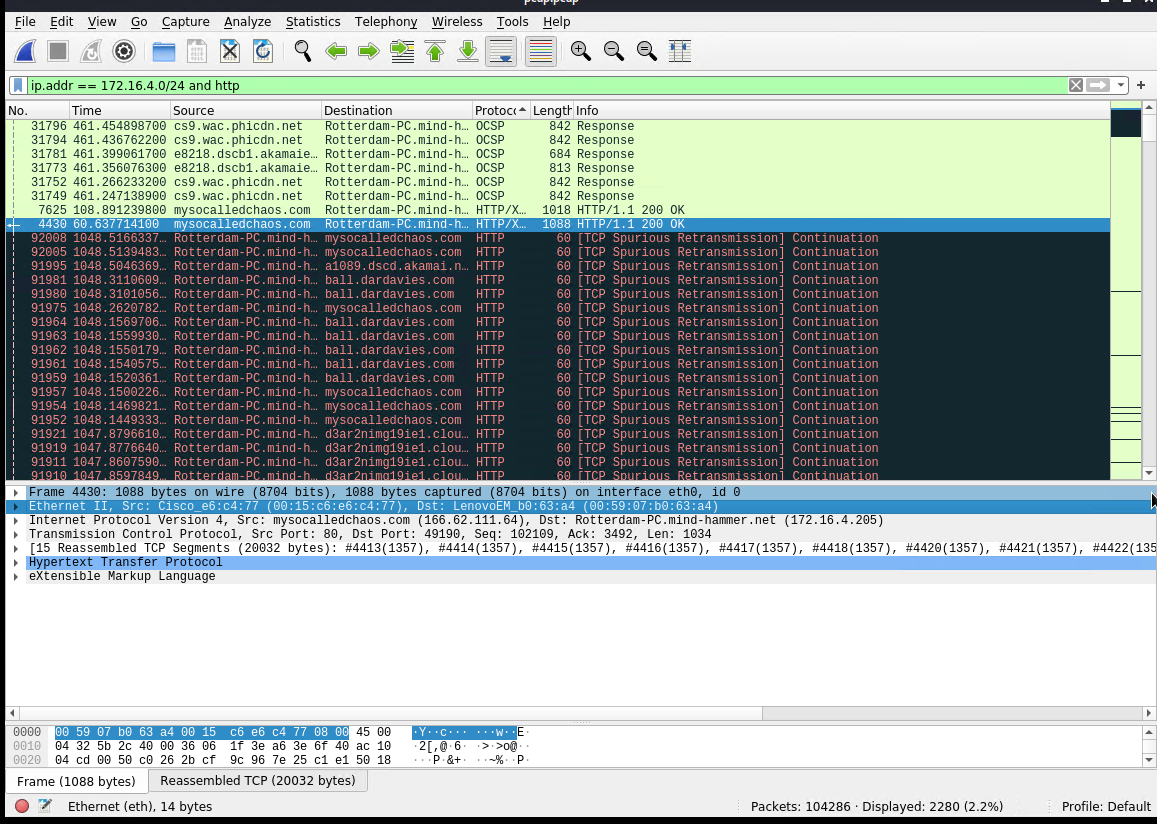 pcap.pcap
File Edit View Go Capture Analyze Statistics Telephony Wireless Tools Help
ip.addr == 172.16.4.0/24 and http
No. Time Source Destination Protocc Length Info
31796 461.454898700 cs9.wac.phicdn.net Rotterdam-PC.mind-h… OCSP 842 Response
31794 461.436762200 cs9.wac.phicdn.net Rotterdam-PC.mind-h… OCSP 842 Response
31781 461.399061700 e8218.dscb1.akamaie… Rotterdam-PC.mind-h… OCSP 684 Response
31773 461.356076300 e8218.dscb1.akamaie… Rotterdam-PC.mind-h… OCSP 813 Response
31752 461.266233200 cs9.wac.phicdn.net Rotterdam-PC.mind-h… OCSP 842 Response
31749 461.247138900 cs9.wac.phicdn.net Rotterdam-PC.mind-h… OCSP 842 Response
7625 108.891239800 mysocalledchaos.com Rotterdam-PC.mind-h… HTTP/X… 1018 HTTP/1.1 200 OK
4430 60.637714100 mysocalledchaos.com Rotterdam-PC.mind-h… HTTP/X… 1088 HTTP/1.1 200 OK
92008 1048.5166337… Rotterdam-PC.mind-h… mysocalledchaos.com HTTP 60 [TCP Spurious Retransmission] Continuation
92005 1048.5139483… Rotterdam-PC.mind-h… mysocalledchaos.com HTTP 60 [TCP Spurious Retransmission] Continuation
91995 1048.5046369… Rotterdam-PC.mind-h… a1089.dscd.akamai.n… HTTP 60 [TCP Spurious Retransmission] Continuation
91981 1048.3110609… Rotterdam-PC.mind-h… ball.dardavies.com HTTP 60 [TCP Spurious Retransmission] Continuation
91980 1048.3101056… Rotterdam-PC.mind-h… ball.dardavies.com HTTP 60 [TCP Spurious Retransmission] Continuation
91975 1048.2620782… Rotterdam-PC.mind-h… mysocalledchaos.com HTTP 60 [TCP Spurious Retransmission] Continuation
91964 1048.1569706… Rotterdam-PC.mind-h… ball.dardavies.com HTTP 60 [TCP Spurious Retransmission] Continuation
91963 1048.1559930… Rotterdam-PC.mind-h… ball.dardavies.com HTTP 60 [TCP Spurious Retransmission] Continuation
91962 1048.1550179… Rotterdam-PC.mind-h… ball.dardavies.com HTTP 60 [TCP Spurious Retransmission] Continuation
91961 1048.1540575… Rotterdam-PC.mind-h… ball.dardavies.com HTTP 60 [TCP Spurious Retransmission] Continuation
91959 1048.1520361… Rotterdam-PC.mind-h… ball.dardavies.com HTTP 60 [TCP Spurious Retransmission] Continuation
91957 1048.1500226… Rotterdam-PC.mind-h… mysocalledchaos.com HTTP 60 [TCP Spurious Retransmission] Continuation
91954 1048.1469821… Rotterdam-PC.mind-h… mysocalledchaos.com HTTP 60 [TCP Spurious Retransmission] Continuation
91952 1048.1449333… Rotterdam-PC.mind-h… mysocalledchaos.com HTTP 60 [TCP Spurious Retransmission] Continuation
91921 1047.8796610… Rotterdam-PC.mind-h… d3ar2nimg19ie1.clou… HTTP 60 [TCP Spurious Retransmission] Continuation
91919 1047.8776640… Rotterdam-PC.mind-h… d3ar2nimg19ie1.clou… HTTP 60 [TCP Spurious Retransmission] Continuation
91911 1047.8607590… Rotterdam-PC.mind-h… d3ar2nimg19ie1.clou… HTTP 60 [TCP Spurious Retransmission] Continuation
91910 1047.8597849… Rotterdam-PC.mind-h… d3ar2nimg19ie1.clou… HTTP 60 [TCP Spurious Retransmission] Continuation
Frame 4430: 1088 bytes on wire (8704 bits), 1088 bytes captured (8704 bits) on interface eth0, id 0
Ethernet II, Src: Cisco_e6:c4:77 (00:15:c6:e6:c4:77), Dst: LenovoEM_b0:63:a4 (00:59:07:b0:63:a4)
Internet Protocol Version 4, Src: mysocalledchaos.com (166.62.111.64), Dst: Rotterdam-PC.mind-hammer.net (172.16.4.205)
Transmission Control Protocol, Src Port: 80, Dst Port: 49190, Seq: 102109, Ack: 3492, Len: 1034
[15 Reassembled TCP Segments (20032 bytes): #4413(1357), #4414(1357), #4415(1357), #4416(1357), #4417(1357), #4418(1357), #4420(1357), #4421(1357), #4422(135
Hypertext Transfer Protocol
eXtensible Markup Language
0000 00 59 07 b0 63 a4 00 15 c6 e6 c4 77 08 00 45 00 ·Y··c··· ···w··E·
0010 04 32 5b 2c 40 00 36 06 1f 3e a6 3e 6f 40 ac 10 ·2[,@·6· ·>·>o@··
0020 04 cd 00 50 c0 26 2b cf 9c 96 7e 25 c1 e1 50 18 ···P·&+· ··~%··P·
Frame (1088 bytes) Reassembled TCP (20032 bytes)
Ethernet (eth), 14 bytes Packets: 104286 · Displayed: 2280 (2.2%) Profile: Default